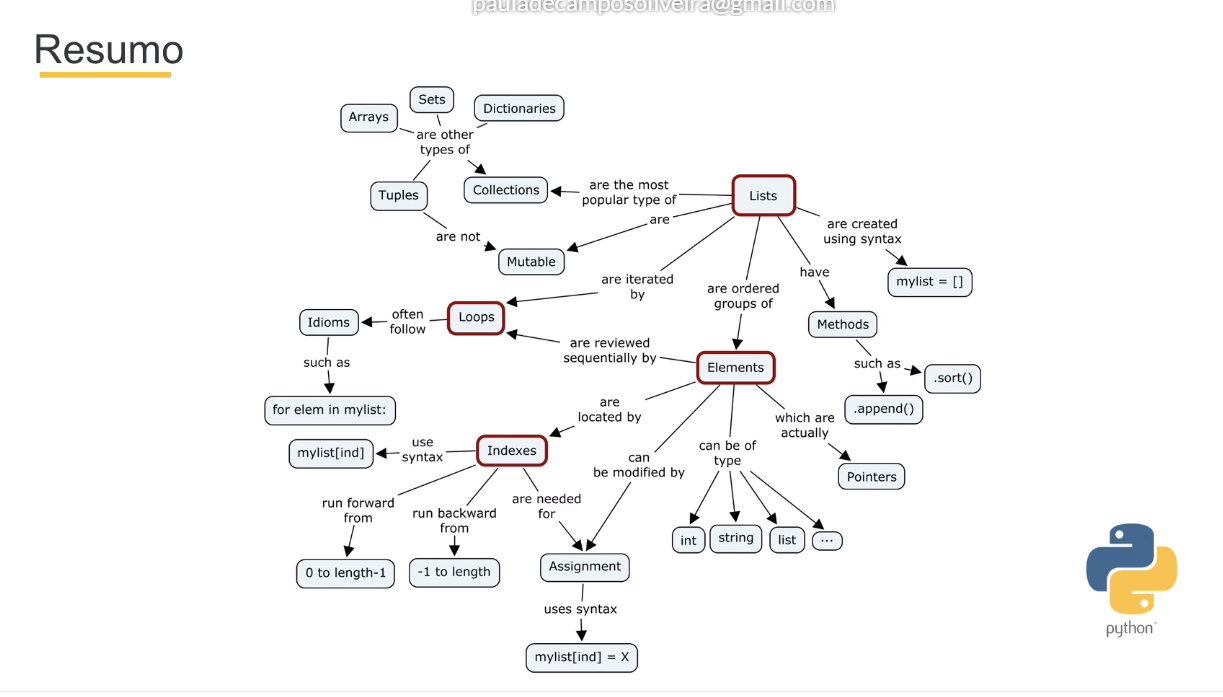 pauladecamposoliveira@gmail.com
Resumo
Sets
Arrays
Dictionaries
are other
types of
Tuples
Collections
are the most
popular type of
Lists
are
are not
Mutable
are created
using syntax
mylist = []
are iterated
by
are ordered
groups of
have
Methods
such as
.sort()
.append()
Loops
often
follow
Idioms
such as
for elem in mylist:
are reviewed
sequentially by
Elements
are
located by
Indexes
use
syntax
mylist[ind]
can
be modified by
can be of
type
which are
actually
Pointers
int
string
list
...
run forward
from
run backward
from
are needed
for
0 to length-1
-1 to length
Assignment
uses syntax
mylist[ind] = X
python™